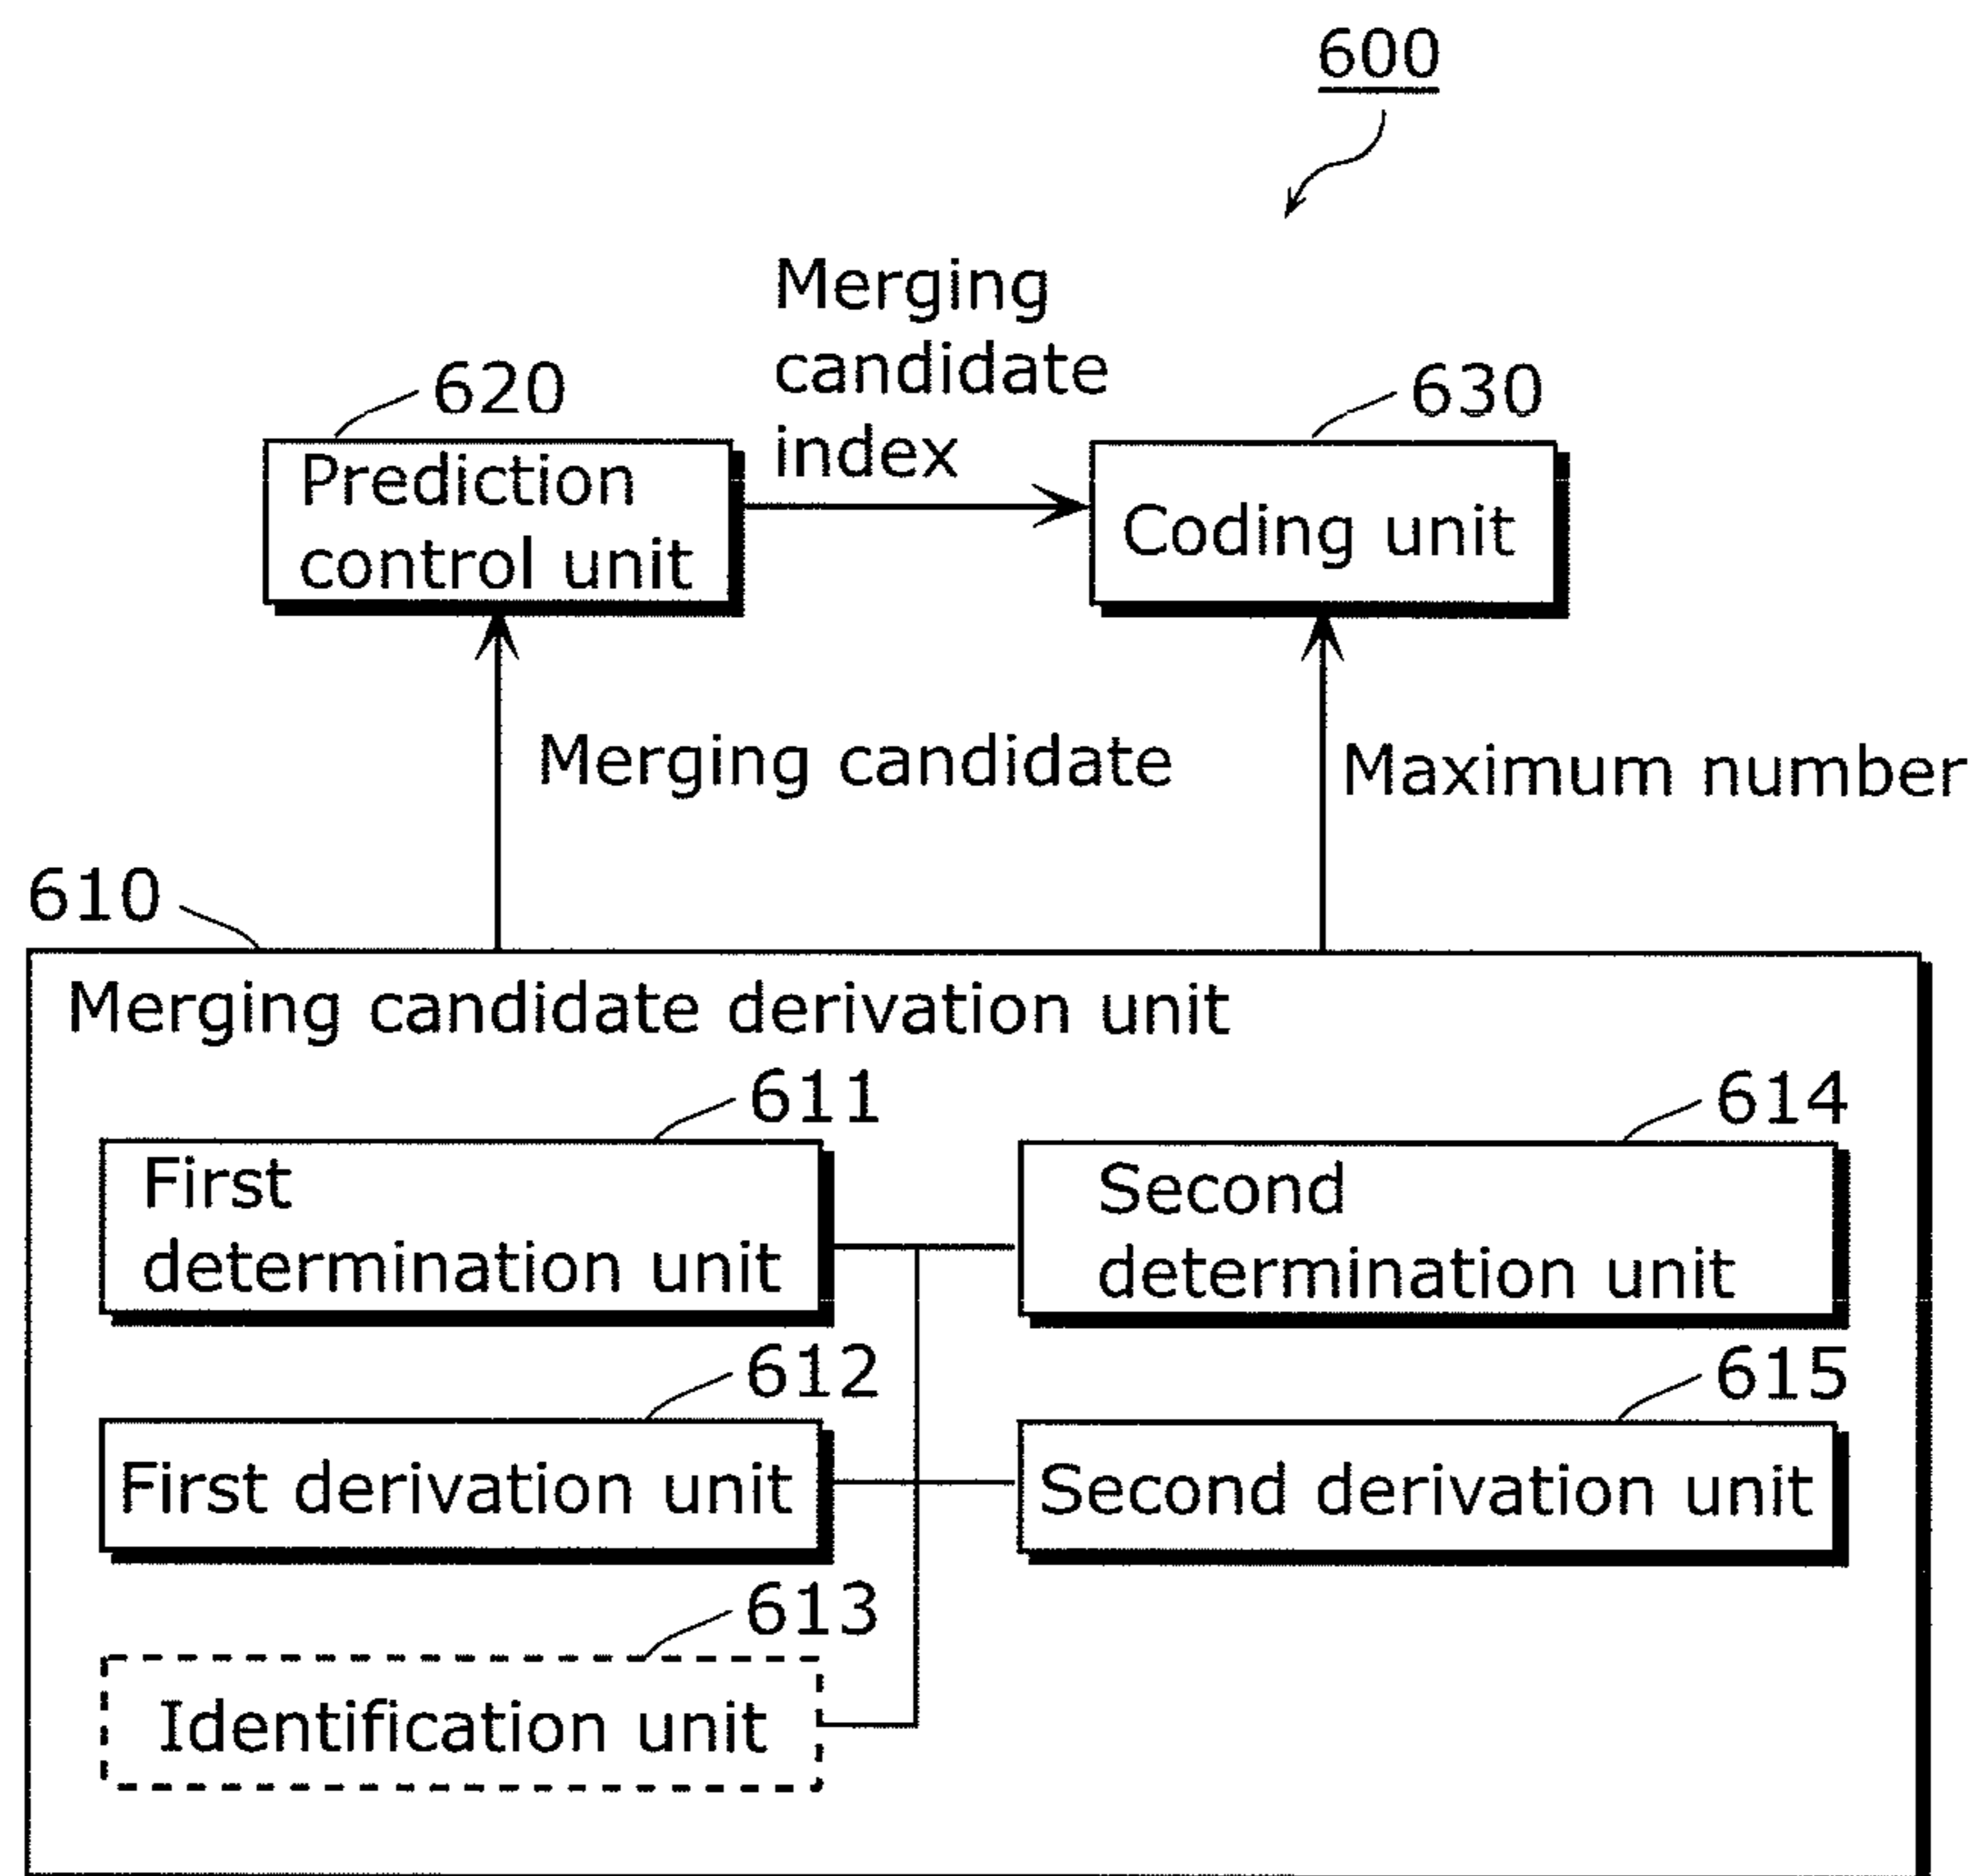 600
Merging
candidate
index
620
630
Prediction
control unit
Coding unit
Merging candidate
Maximum number
610
Merging candidate derivation unit
611
614
First
determination unit
Second
determination unit
612
615
First derivation unit
Second derivation unit
613
Identification unit